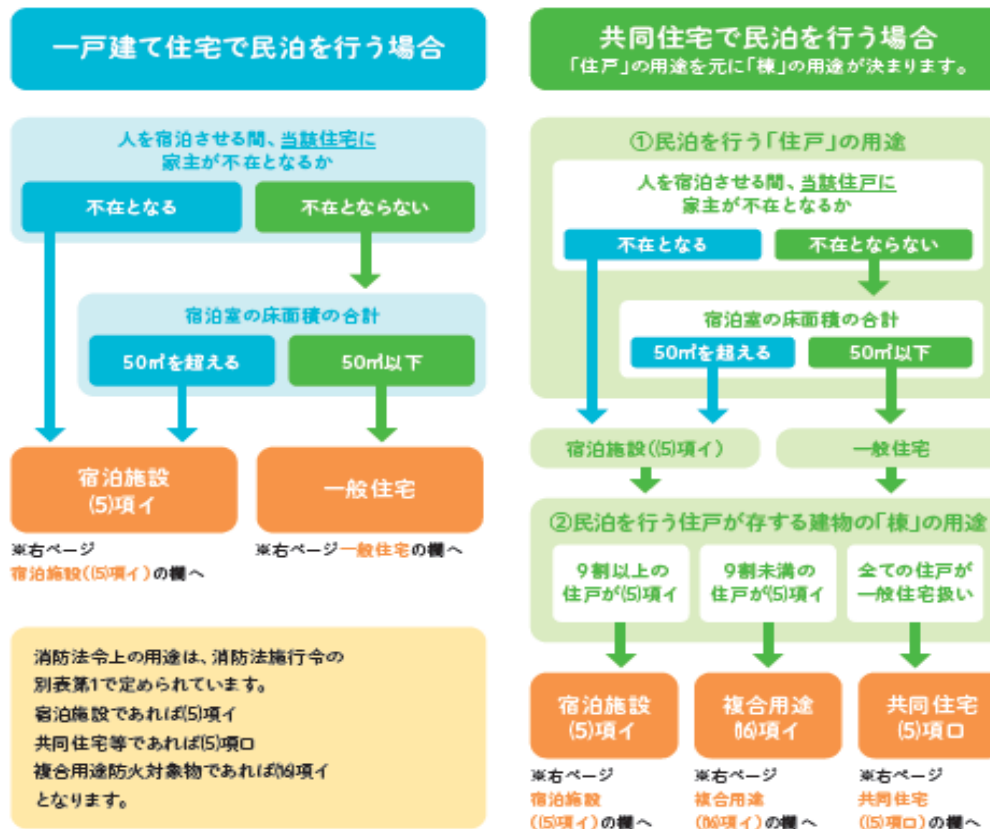 一戸建て住宅で民泊を行う場合
人を宿泊させる間、当該住宅に
家主が不在となるか
不在となる
不在とならない
宿泊室の床面積の合計
50㎡を超える
50㎡以下
宿泊施設
(5)項イ
一般住宅
※右ページ
宿泊施設((5)項イ)の欄へ
※右ページ一般住宅の欄へ
消防法令上の用途は、消防法施行令の
別表第1で定められています。
宿泊施設であれば(5)項イ
共同住宅等であれば(5)項ロ
複合用途防火対象物であれば(16)項イ
となります。
共同住宅で民泊を行う場合
「住戸」の用途を元に「棟」の用途が決まります。
①民泊を行う「住戸」の用途
人を宿泊させる間、当該住戸に
家主が不在となるか
不在となる
不在とならない
宿泊室の床面積の合計
50㎡を超える
50㎡以下
宿泊施設((5)項イ)
一般住宅
②民泊を行う住戸が存する建物の「棟」の用途
9割以上の
住戸が(5)項イ
9割未満の
住戸が(5)項イ
全ての住戸が
一般住宅扱い
宿泊施設
(5)項イ
複合用途
(16)項イ
共同住宅
(5)項ロ
※右ページ
宿泊施設
((5)項イ)の欄へ
※右ページ
複合用途
((16)項イ)の欄へ
※右ページ
共同住宅
((5)項ロ)の欄へ